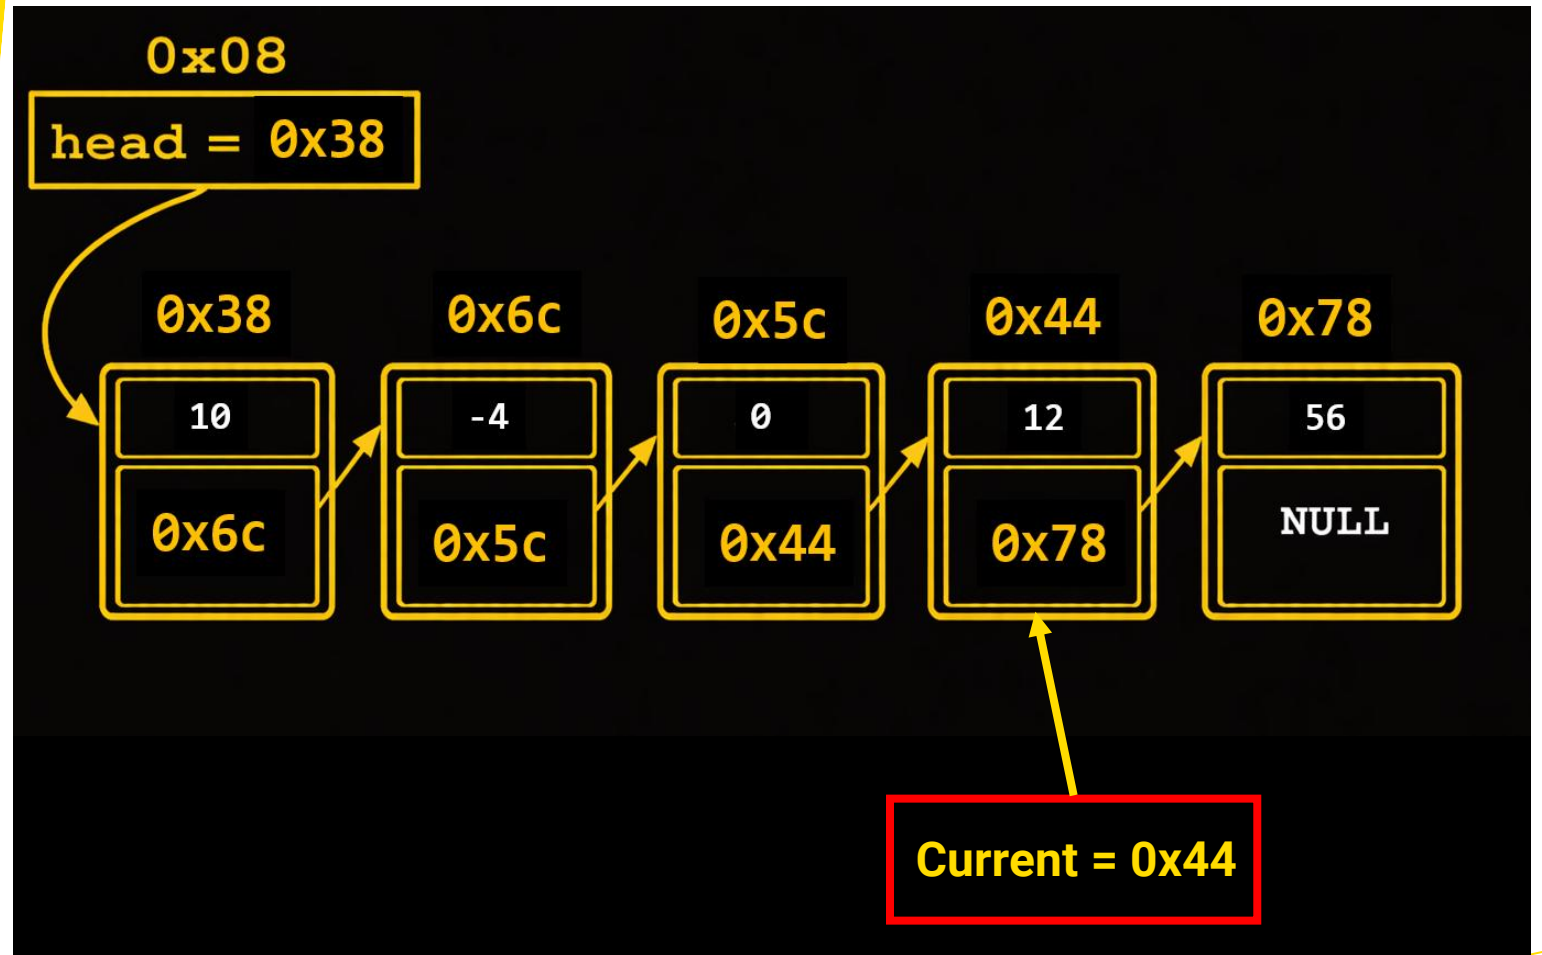 0x08
head = 0x38
0x38 0x6c 0x5c 0x44 0x78
10 -4 0 12 56
0x6c 0x5c 0x44 0x78 NULL
Current = 0x44